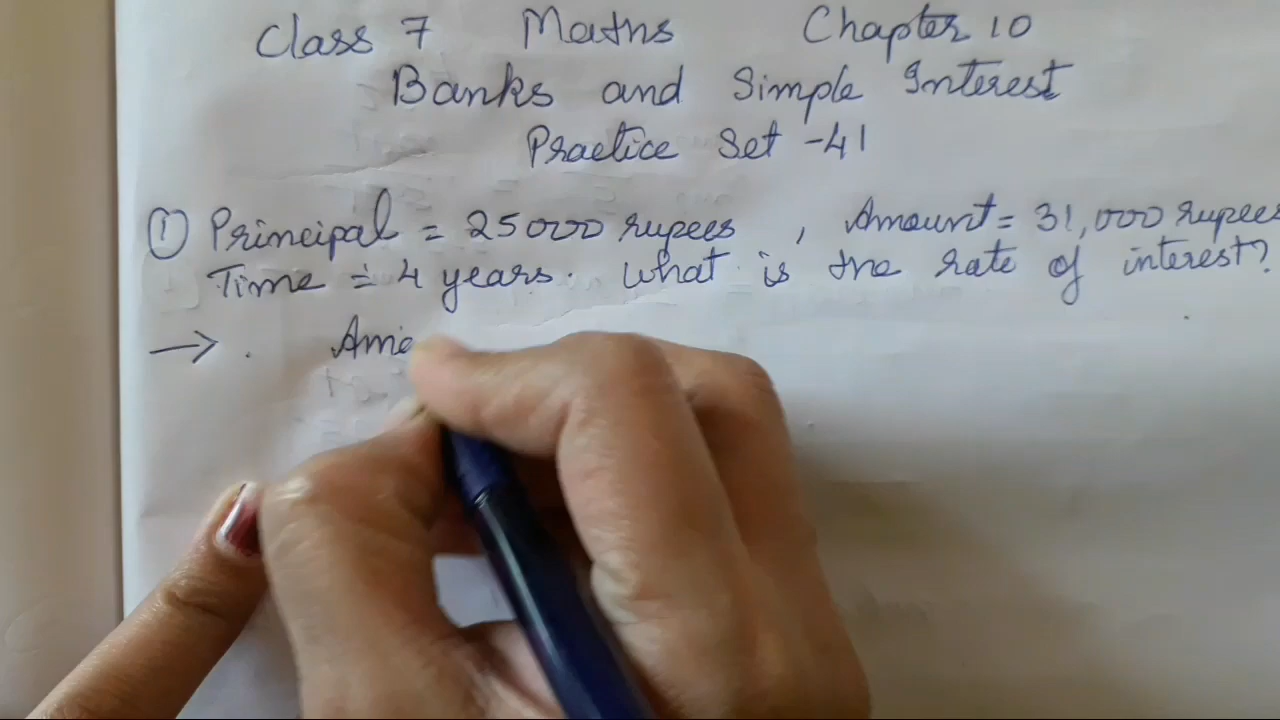 Class 7 Maths Chapter 10
Banks and Simple Interest
Practice Set -41
① Principal = 25000 rupees , Amount = 31,000 rupees
Time = 4 years. What is the rate of interest?
→ . Amo